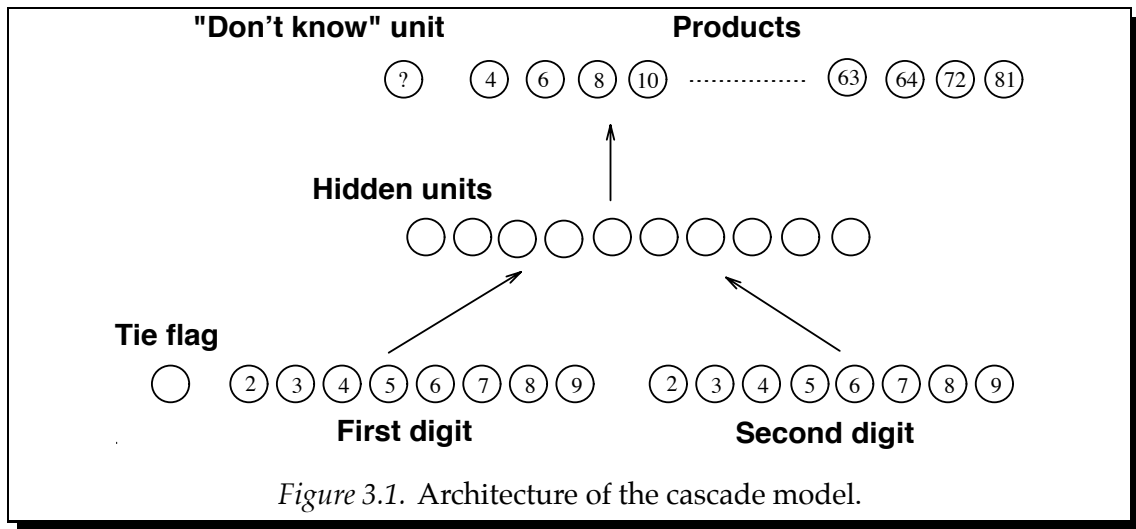 "Don't know" unit Products
? 4 6 8 10 63 64 72 81
Hidden units
Tie flag
2 3 4 5 6 7 8 9 2 3 4 5 6 7 8 9
First digit Second digit
Figure 3.1. Architecture of the cascade model.